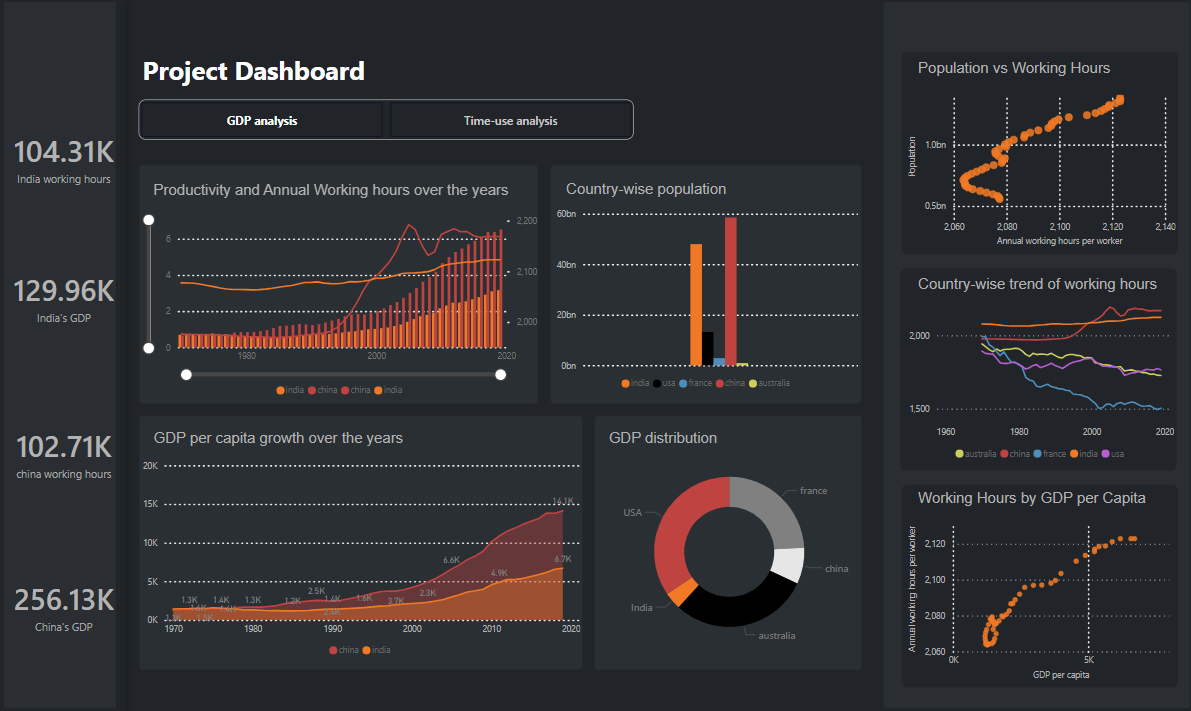 Project Dashboard
GDP analysis
Time-use analysis
104.31K
India working hours
129.96K
India's GDP
102.71K
china working hours
256.13K
China's GDP
Productivity and Annual Working hours over the years
6
4
2
0
2,200
2,100
2,000
1980
2000
2020
india china china india
Country-wise population
60bn
40bn
20bn
0bn
india usa france china australia
GDP per capita growth over the years
20K
15K
10K
5K
0K
14.1K
6.7K
6.6K
4.9K
2.5K
1.3K
1.4K
1.3K
1.2K
1.4K
1.6K
3.7K
2.3K
2.4K
1970
1980
1990
2000
2010
2020
china india
GDP distribution
france
USA
china
India
australia
Population vs Working Hours
Population
1.0bn
0.5bn
2,060
2,080
2,100
2,120
2,140
Annual working hours per worker
Country-wise trend of working hours
2,000
1,500
1960
1980
2000
2020
australia china france india usa
Working Hours by GDP per Capita
Annual working hours per worker
2,120
2,100
2,080
2,060
0K
5K
GDP per capita